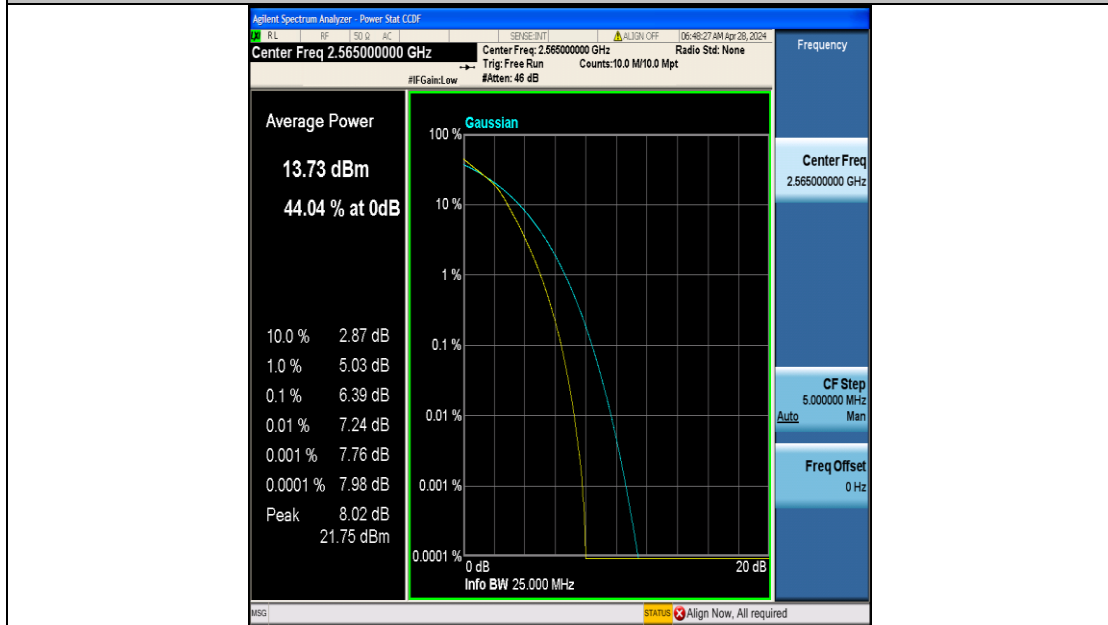 Agilent Spectrum Analyzer - Power Stat CCDF
RL RF 50 Ω AC SENSE:INT ALIGN OFF 06:48:27 AM Apr 28, 2024
Center Freq 2.565000000 GHz
Center Freq: 2.565000000 GHz Radio Std: None
Trig: Free Run Counts:10.0 M/10.0 Mpt
#IFGain:Low #Atten: 46 dB
Frequency
Average Power
13.73 dBm
44.04 % at 0dB
10.0 % 2.87 dB
1.0 % 5.03 dB
0.1 % 6.39 dB
0.01 % 7.24 dB
0.001 % 7.76 dB
0.0001 % 7.98 dB
Peak 8.02 dB
21.75 dBm
Gaussian
100 %
10 %
1 %
0.1 %
0.01 %
0.001 %
0.0001 %
0 dB 20 dB
Info BW 25.000 MHz
Center Freq
2.565000000 GHz
CF Step
5.000000 MHz
Auto Man
Freq Offset
0 Hz
MSG STATUS Align Now, All required